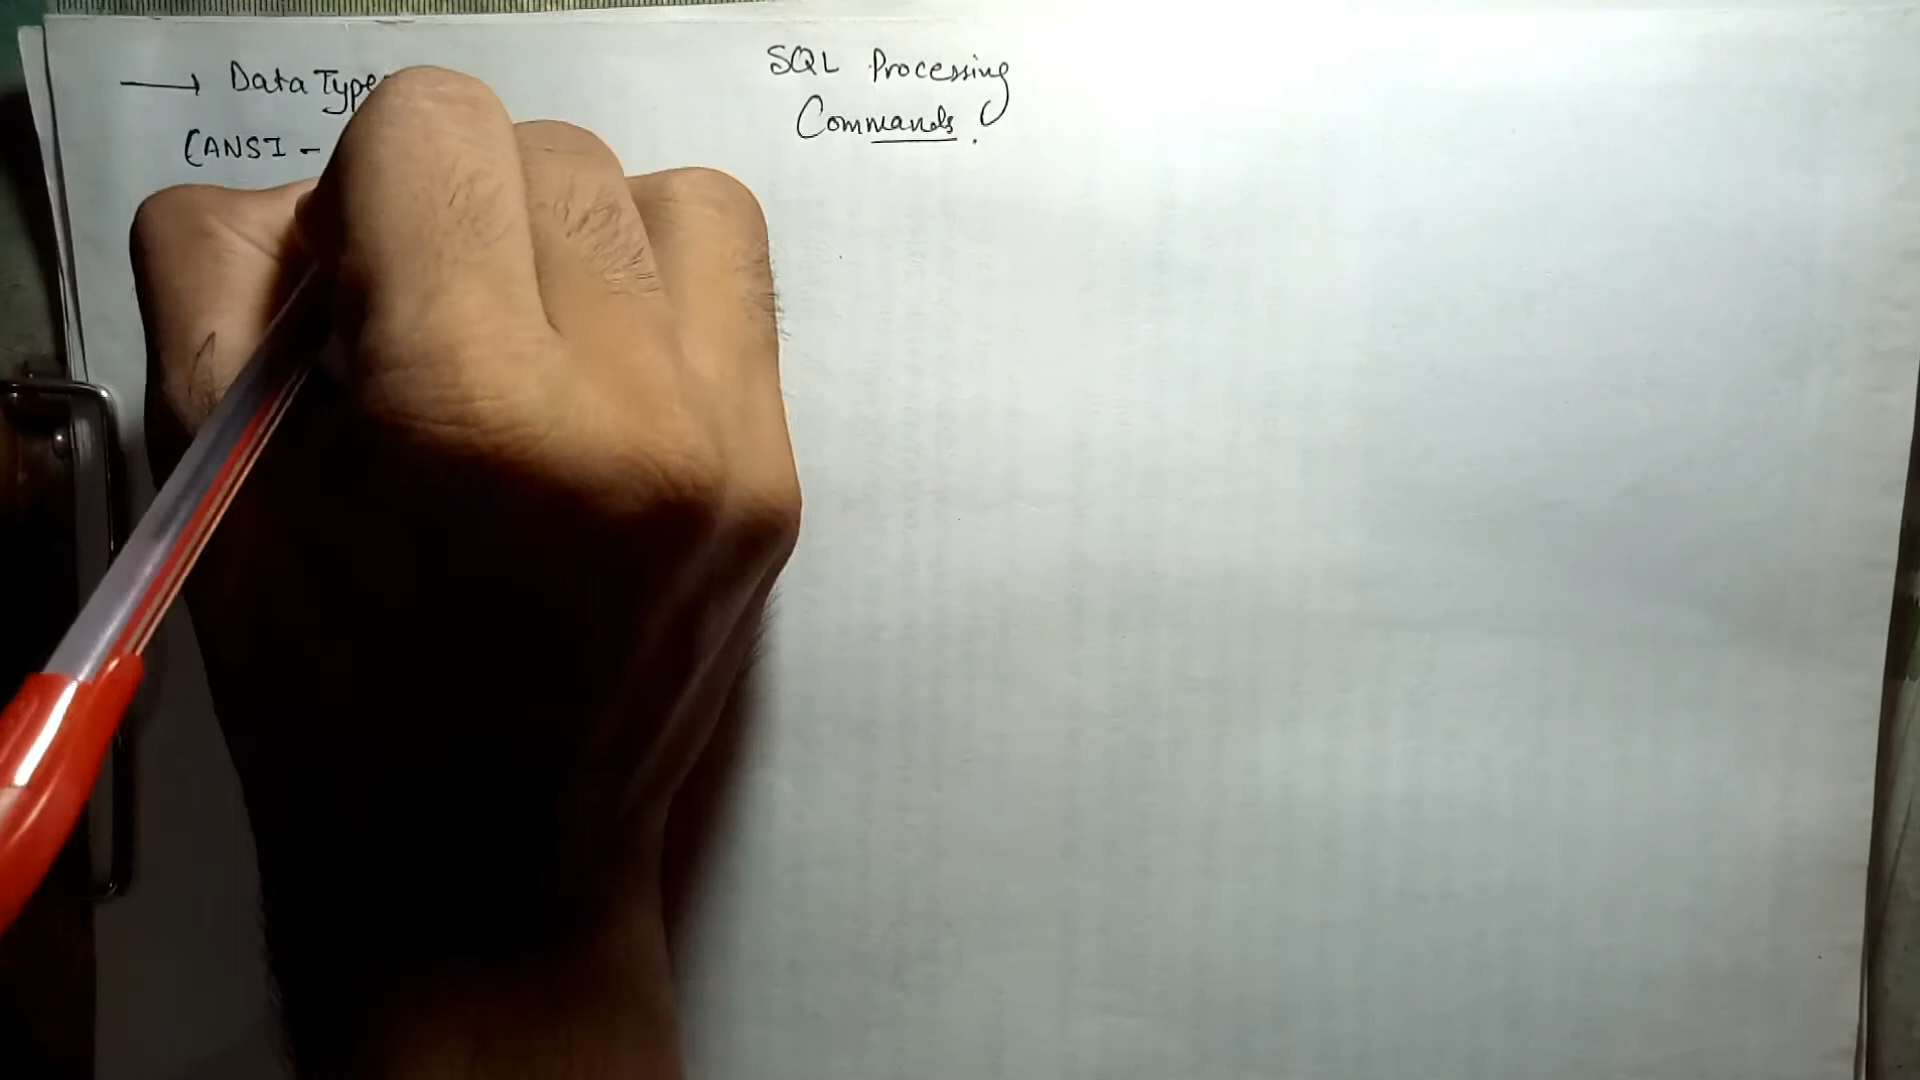 → Data Type
(ANSI -
SQL Processing
Commands.